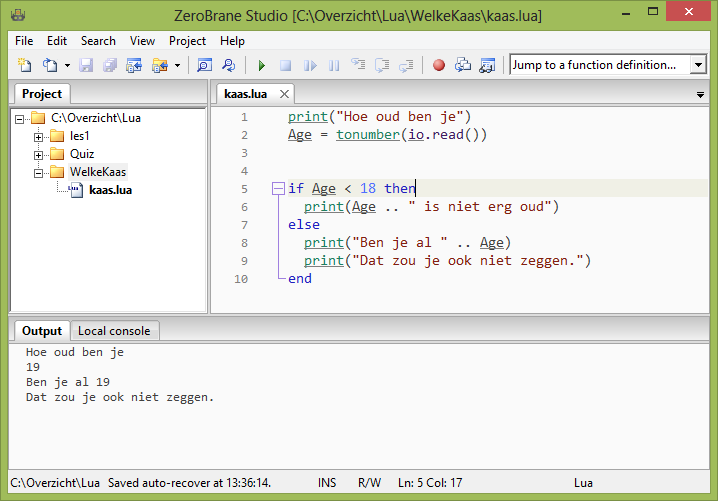 ZeroBrane Studio [C:\Overzicht\Lua\WelkeKaas\kaas.lua]
File Edit Search View Project Help
Jump to a function definition...
Project
C:\Overzicht\Lua
les1
Quiz
WelkeKaas
kaas.lua
kaas.lua
1 print("Hoe oud ben je")
2 Age = tonumber(io.read())
3
4
5 if Age < 18 then
6 print(Age .. " is niet erg oud")
7 else
8 print("Ben je al " .. Age)
9 print("Dat zou je ook niet zeggen.")
10 end
Output Local console
Hoe oud ben je
19
Ben je al 19
Dat zou je ook niet zeggen.
C:\Overzicht\Lua Saved auto-recover at 13:36:14. INS R/W Ln: 5 Col: 17 Lua